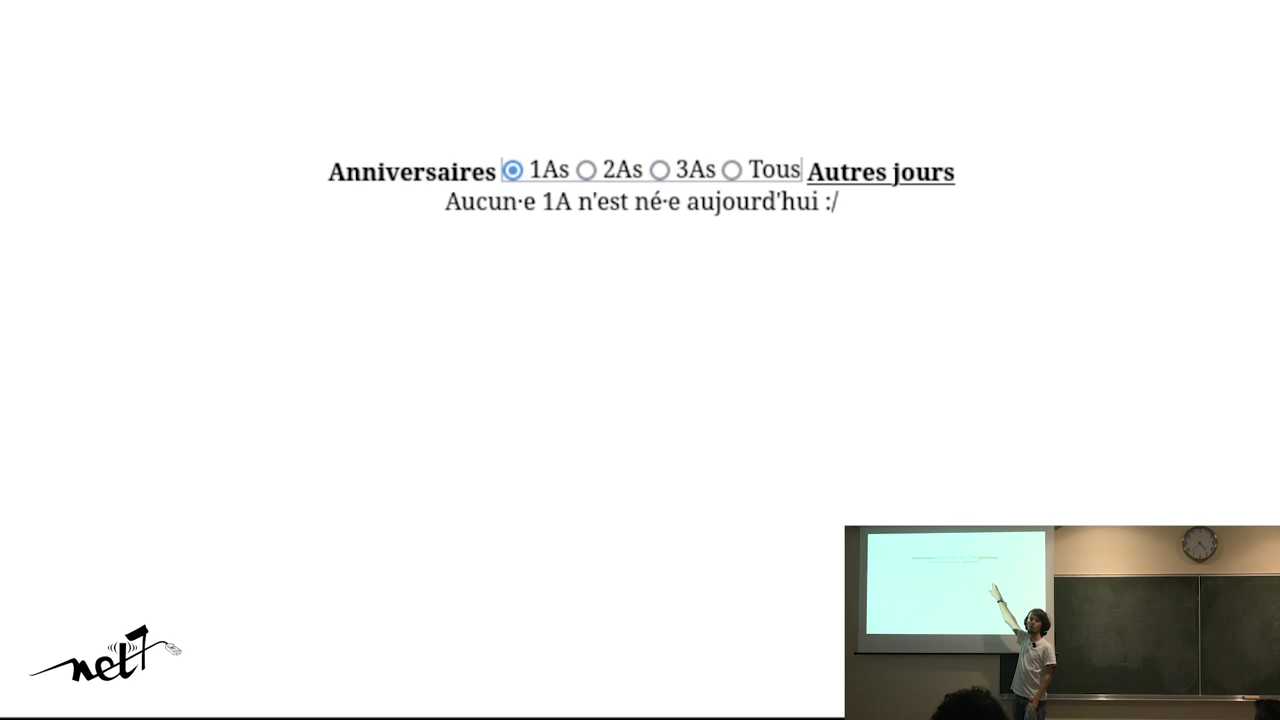 Anniversaires 1As 2As 3As Tous Autres jours
Aucun·e 1A n'est né·e aujourd'hui :/
net7